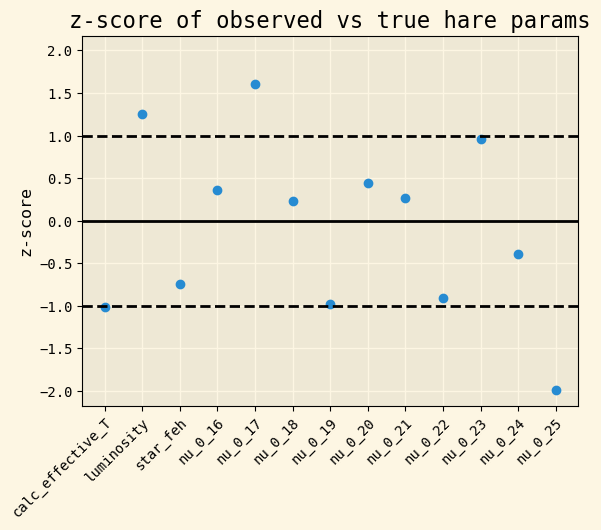 z-score of observed vs true hare params
z-score
2.0
1.5
1.0
0.5
0.0
−0.5
−1.0
−1.5
−2.0
calc_effective_T
luminosity
star_feh
nu_0_16
nu_0_17
nu_0_18
nu_0_19
nu_0_20
nu_0_21
nu_0_22
nu_0_23
nu_0_24
nu_0_25